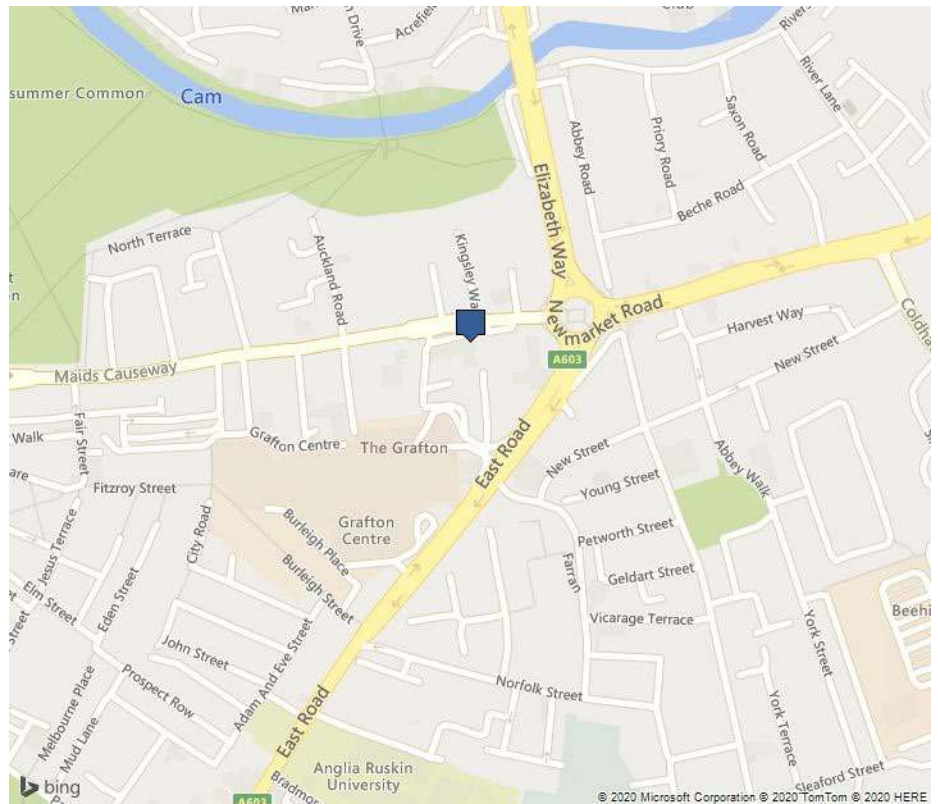 Acrefield
Drive
River Lane
summer Common
Cam
Abbey Road
Priory Road
Saxon Road
Beche Road
Elizabeth Way
North Terrace
Auckland Road
Kingsley Wa
Newmarket Road
Harvest Way
A603
New Street
Maids Causeway
Fair Street
Walk
Grafton Centre
The Grafton
East Road
New Street
Abbey Walk
Fitzroy Street
Young Street
City Road
Burleigh Place
Grafton
Centre
Petworth Street
Jesus Terrace
Farran
Geldart Street
Elm Street
Eden Street
Burleigh Street
Vicarage Terrace
Beehi
John Street
Adam And Eve Street
York Street
Prospect Row
Norfolk Street
Melbourne Place
Mud Lane
East Road
York Terrace
Anglia Ruskin
University
Sleaford Street
bing
A603
Bradmor
© 2020 Microsoft Corporation © 2020 TomTom © 2020 HERE